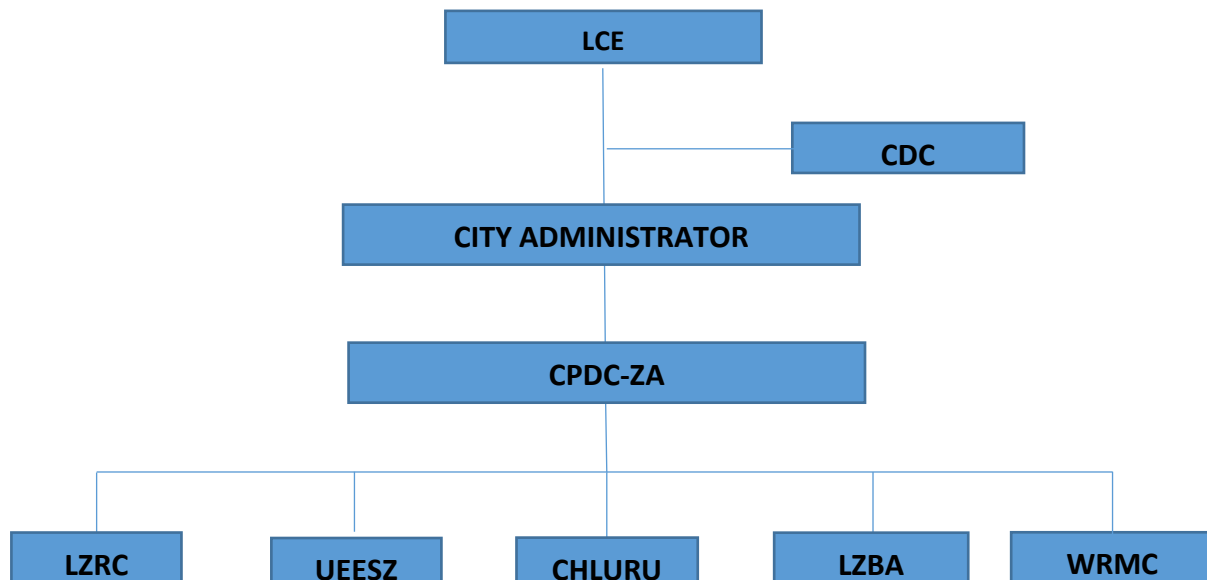 LCE
CDC
CITY ADMINISTRATOR
CPDC-ZA
LZRC
UEESZ
CHLURU
LZBA
WRMC